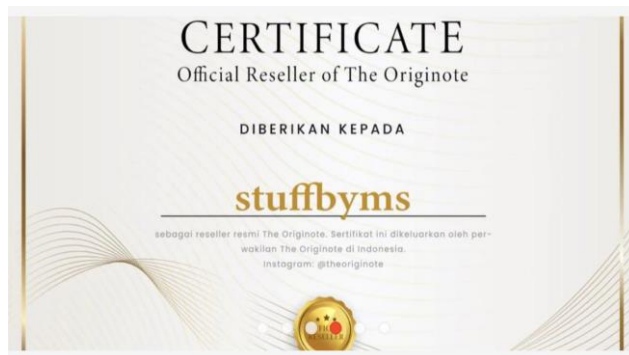 CERTIFICATE
Official Reseller of The Originote
DIBERIKAN KEPADA
stuffbyms
sebagai reseller resmi The Originote. Sertifikat ini dikeluarkan oleh per-
wakilan The Originote di Indonesia.
Instagram: @theoriginote
RESELLER